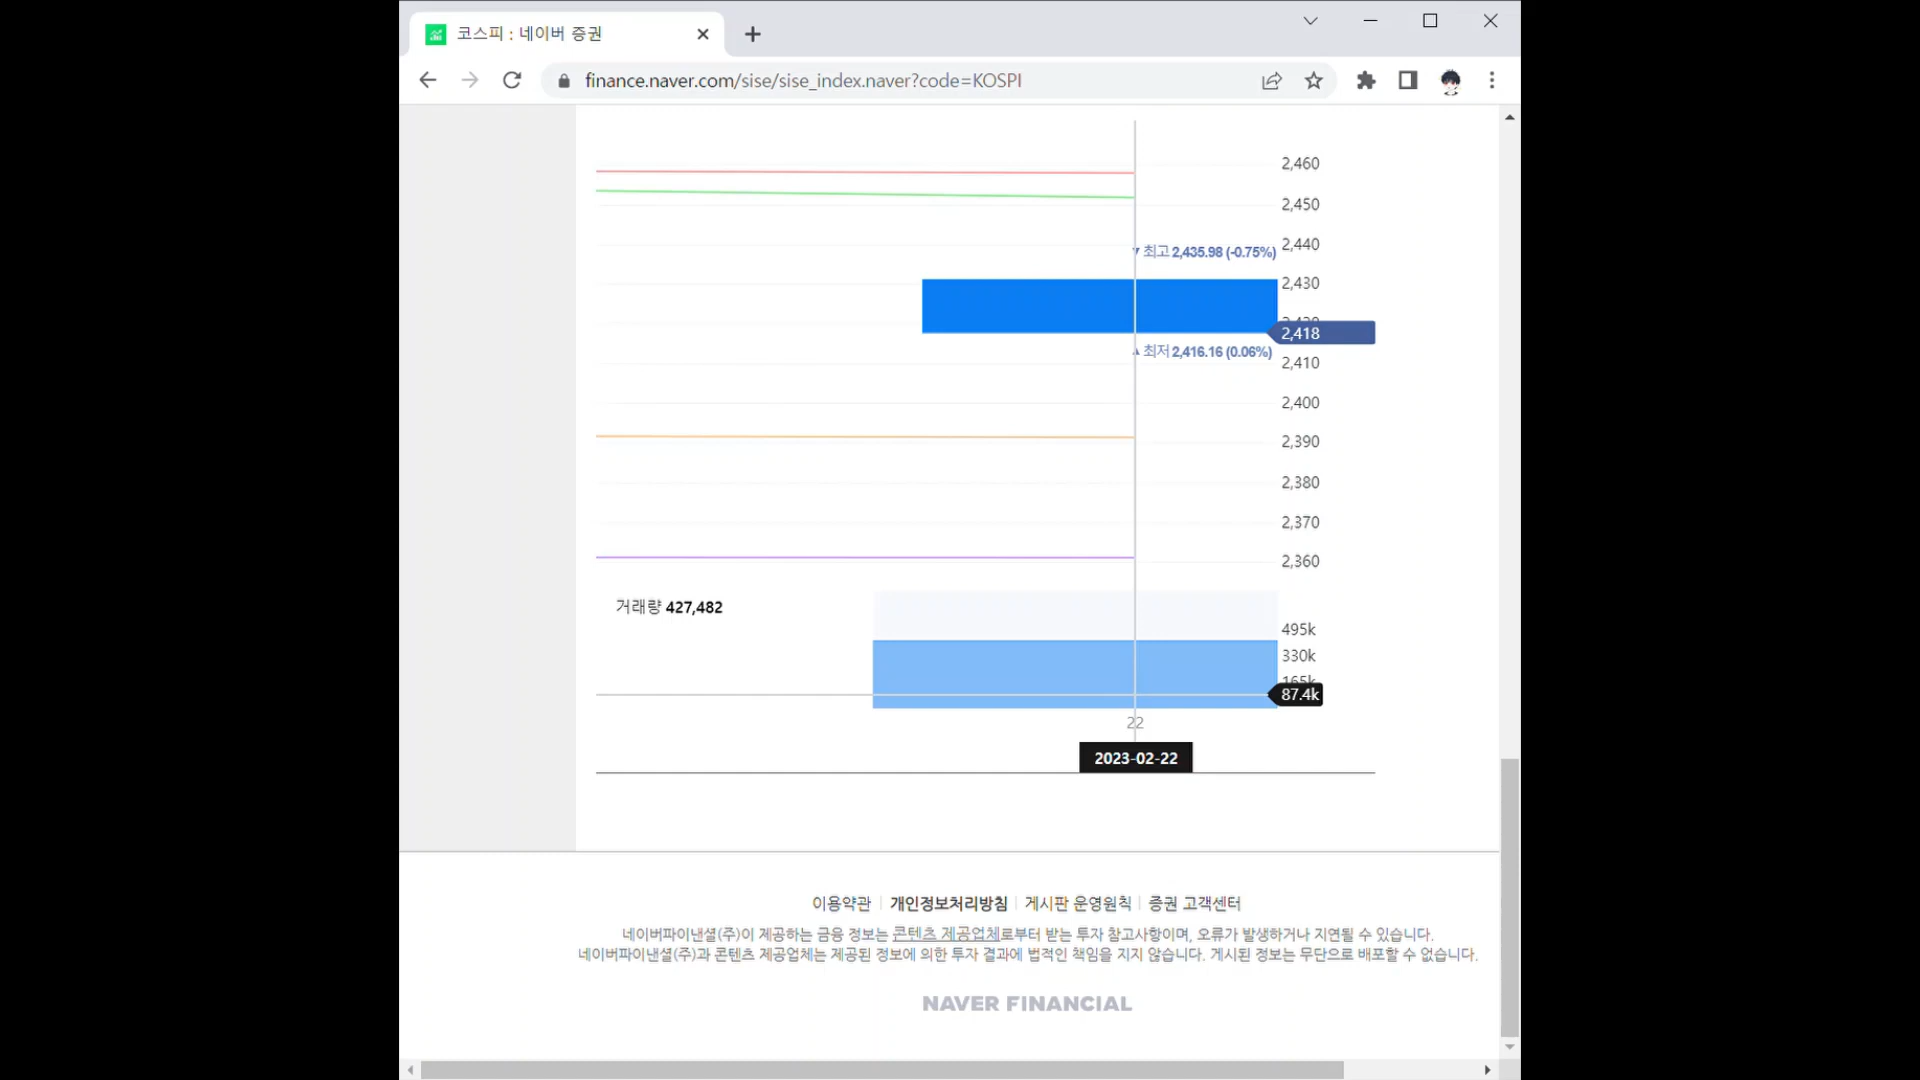 코스피 : 네이버 증권
finance.naver.com/sise/sise_index.naver?code=KOSPI
2,460
2,450
2,440
▼ 최고 2,435.98 (-0.75%)
2,430
2,418
▲ 최저 2,416.16 (0.06%)
2,410
2,400
2,390
2,380
2,370
2,360
거래량 427,482
495k
330k
165k
87.4k
22
2023-02-22
이용약관 개인정보처리방침 게시판 운영원칙 증권 고객센터
네이버파이낸셜(주)이 제공하는 금융 정보는 콘텐츠 제공업체로부터 받는 투자 참고사항이며, 오류가 발생하거나 지연될 수 있습니다.
네이버파이낸셜(주)과 콘텐츠 제공업체는 제공된 정보에 의한 투자 결과에 법적인 책임을 지지 않습니다. 게시된 정보는 무단으로 배포할 수 없습니다.
NAVER FINANCIAL